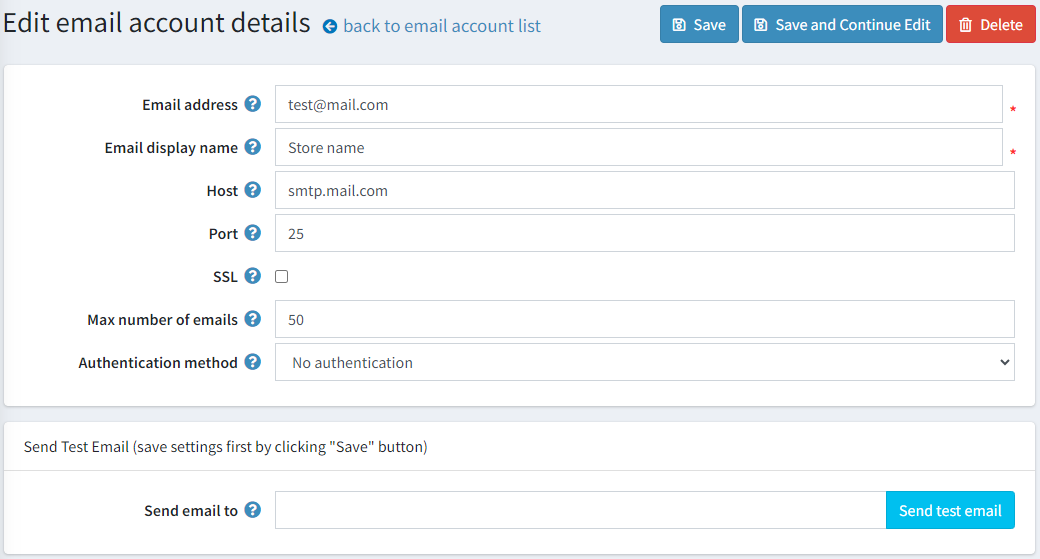 Edit email account details back to email account list Save Save and Continue Edit Delete
Email address ? test@mail.com *
Email display name ? Store name *
Host ? smtp.mail.com
Port ? 25
SSL ?
Max number of emails ? 50
Authentication method ? No authentication
Send Test Email (save settings first by clicking "Save" button)
Send email to ? Send test email